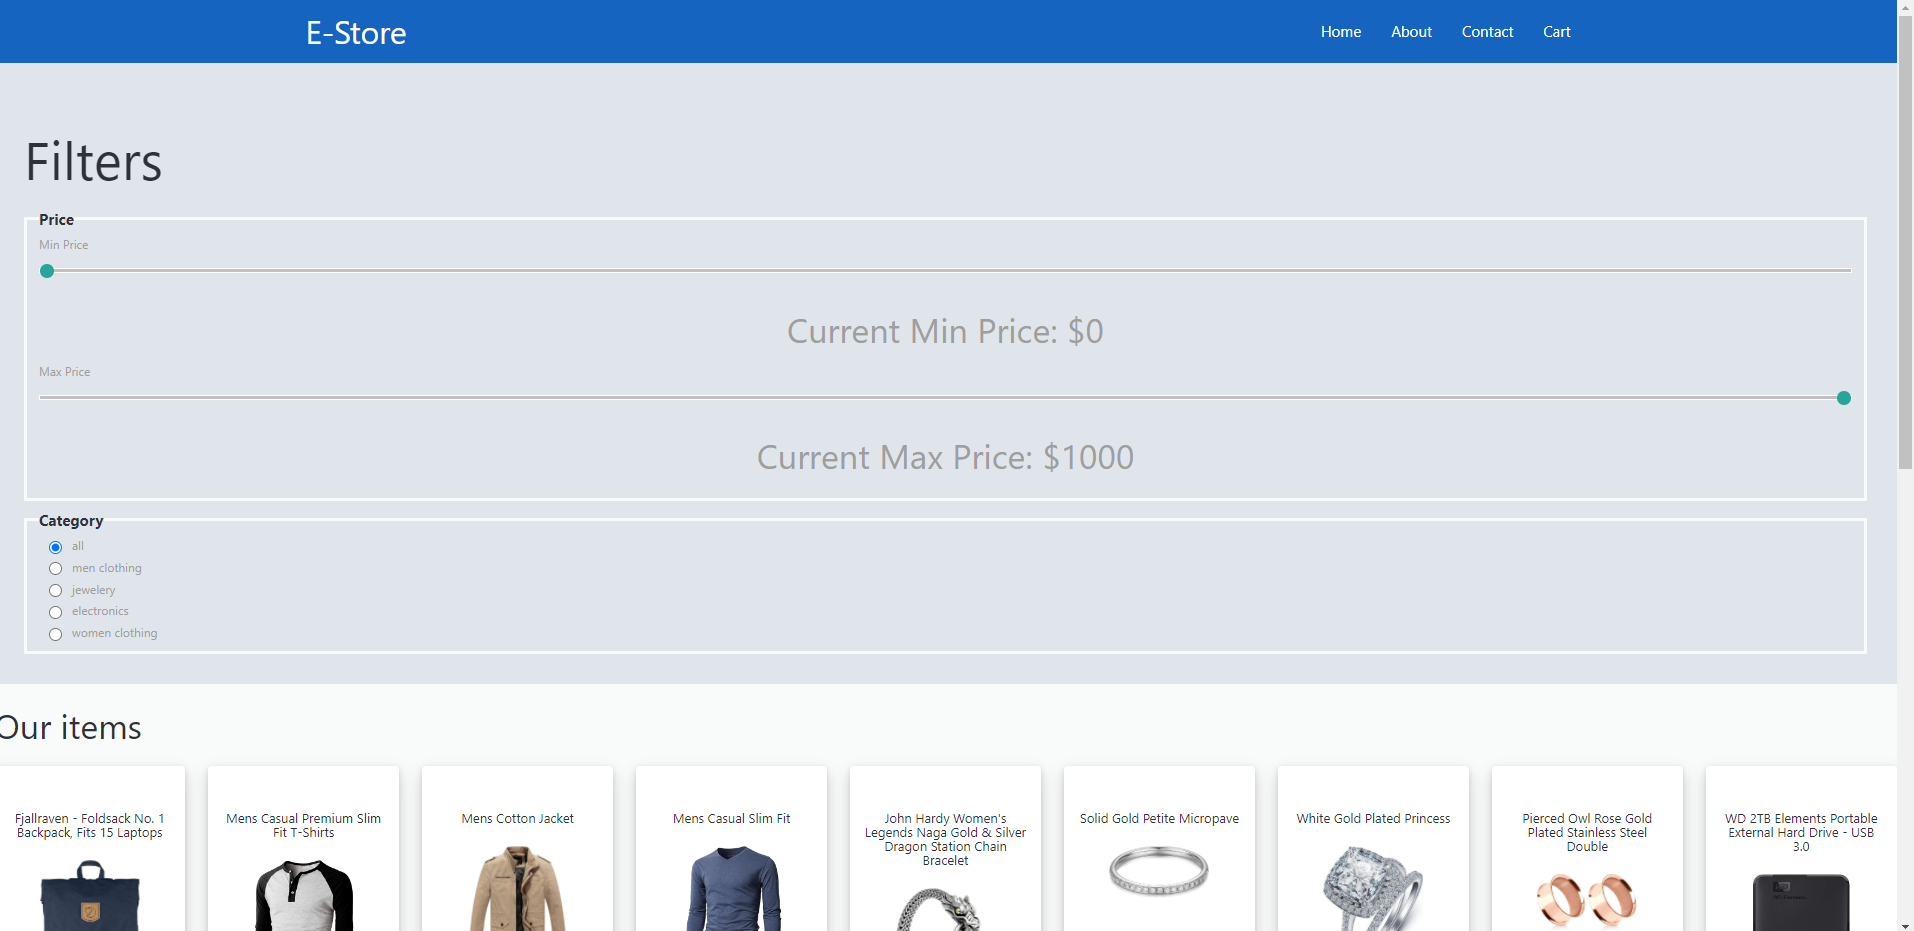 E-Store
Home
About
Contact
Cart
Filters
Price
Min Price
Current Min Price: $0
Max Price
Current Max Price: $1000
Category
all
men clothing
jewelery
electronics
women clothing
Our items
Fjallraven - Foldsack No. 1
Backpack, Fits 15 Laptops
Mens Casual Premium Slim
Fit T-Shirts
Mens Cotton Jacket
Mens Casual Slim Fit
John Hardy Women's
Legends Naga Gold & Silver
Dragon Station Chain
Bracelet
Solid Gold Petite Micropave
White Gold Plated Princess
Pierced Owl Rose Gold
Plated Stainless Steel
Double
WD 2TB Elements Portable
External Hard Drive - USB
3.0